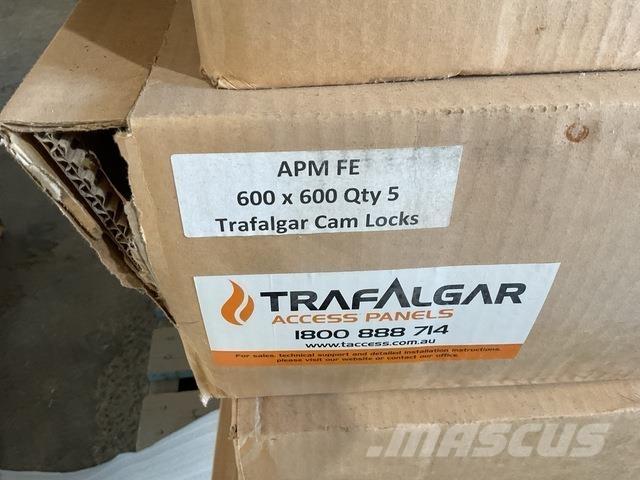 APM FE
600 x 600 Qty 5
Trafalgar Cam Locks
TRAFALGAR
ACCESS PANELS
1800 888 714
www.taccess.com.au
For sales, technical support and detailed installation instructions,
please visit our website or contact our office.
MASCUS